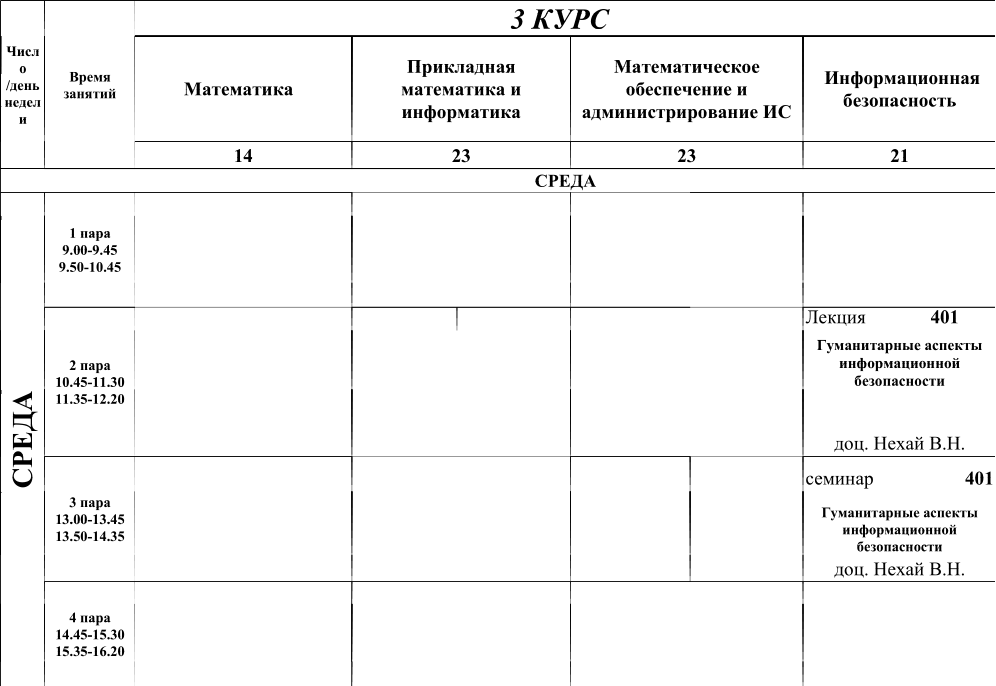 3 КУРС
Числ
о
/день
недел
и
Время
занятий
Математика
Прикладная
математика и
информатика
Математическое
обеспечение и
администрирование ИС
Информационная
безопасность
14 23 23 21
СРЕДА
СРЕДА
1 пара
9.00-9.45
9.50-10.45
2 пара
10.45-11.30
11.35-12.20
Лекция 401
Гуманитарные аспекты
информационной
безопасности
доц. Нехай В.Н.
3 пара
13.00-13.45
13.50-14.35
семинар 401
Гуманитарные аспекты
информационной
безопасности
доц. Нехай В.Н.
4 пара
14.45-15.30
15.35-16.20